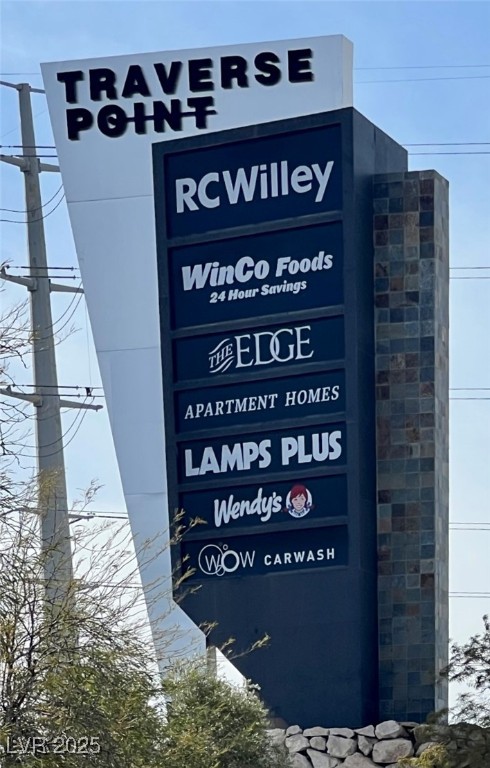 TRAVERSE
POINT
RCWilley
WinCo Foods
24 Hour Savings
THE EDGE
APARTMENT HOMES
LAMPS PLUS
Wendy's
WOW CARWASH
LVR 2025